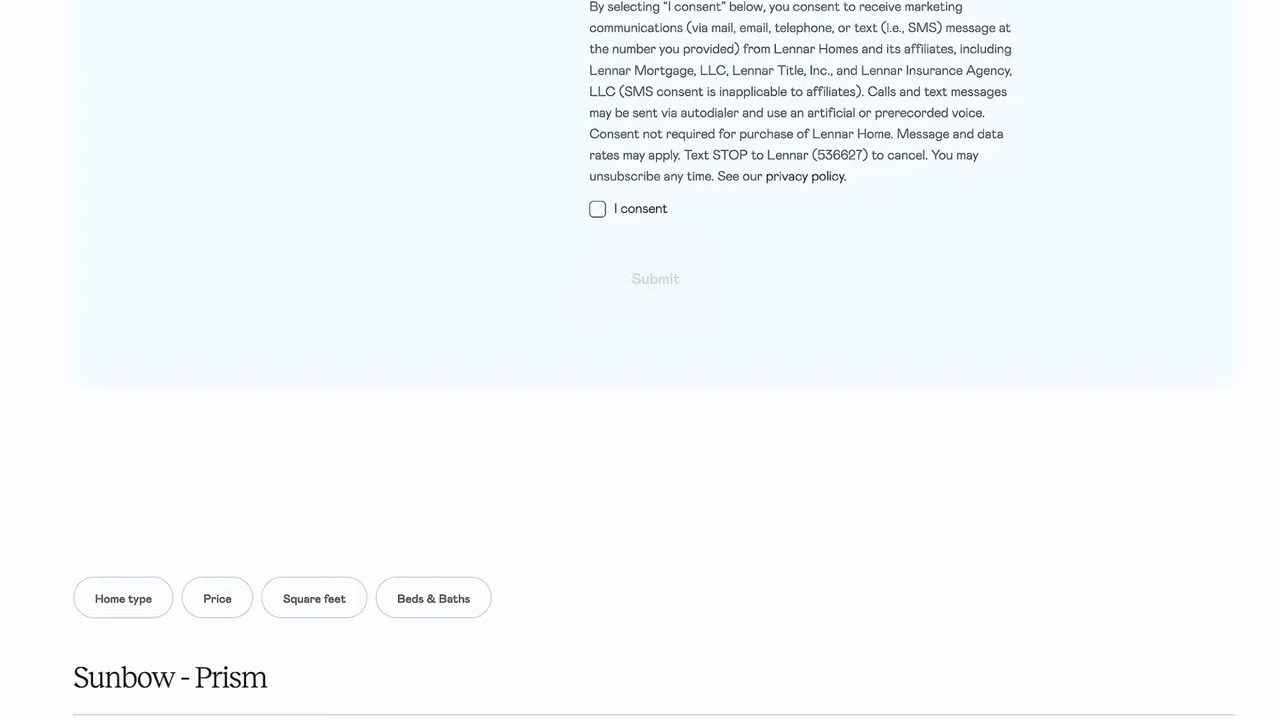 By selecting “I consent” below, you consent to receive marketing
communications (via mail, email, telephone, or text (i.e., SMS) message at
the number you provided) from Lennar Homes and its affiliates, including
Lennar Mortgage, LLC, Lennar Title, Inc., and Lennar Insurance Agency,
LLC (SMS consent is inapplicable to affiliates). Calls and text messages
may be sent via autodialer and use an artificial or prerecorded voice.
Consent not required for purchase of Lennar Home. Message and data
rates may apply. Text STOP to Lennar (536627) to cancel. You may
unsubscribe any time. See our privacy policy.
I consent
Submit
Home type Price Square feet Beds & Baths
Sunbow - Prism